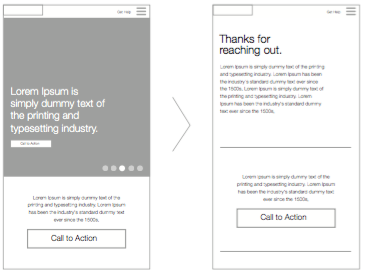 Get Help
Lorem Ipsum is
simply dummy text of
the printing and
typesetting industry.
Call to Action
Lorem Ipsum is simply dummy text of the
printing and typesetting industry. Lorem Ipsum
has been the industry's standard dummy text
ever since the 1500s.
Call to Action
Get Help
Thanks for
reaching out.
Lorem Ipsum is simply dummy text of the printing
and typesetting industry. Lorem Ipsum has been
the industry's standard dummy text ever since
the 1500s. Lorem Ipsum is simply dummy text of
the printing and typesetting industry. Lorem
Ipsum has been the industry's standard dummy
text ever since the 1500s.
Lorem Ipsum is simply dummy text of the
printing and typesetting industry. Lorem Ipsum
has been the industry's standard dummy text
ever since the 1500s.
Call to Action